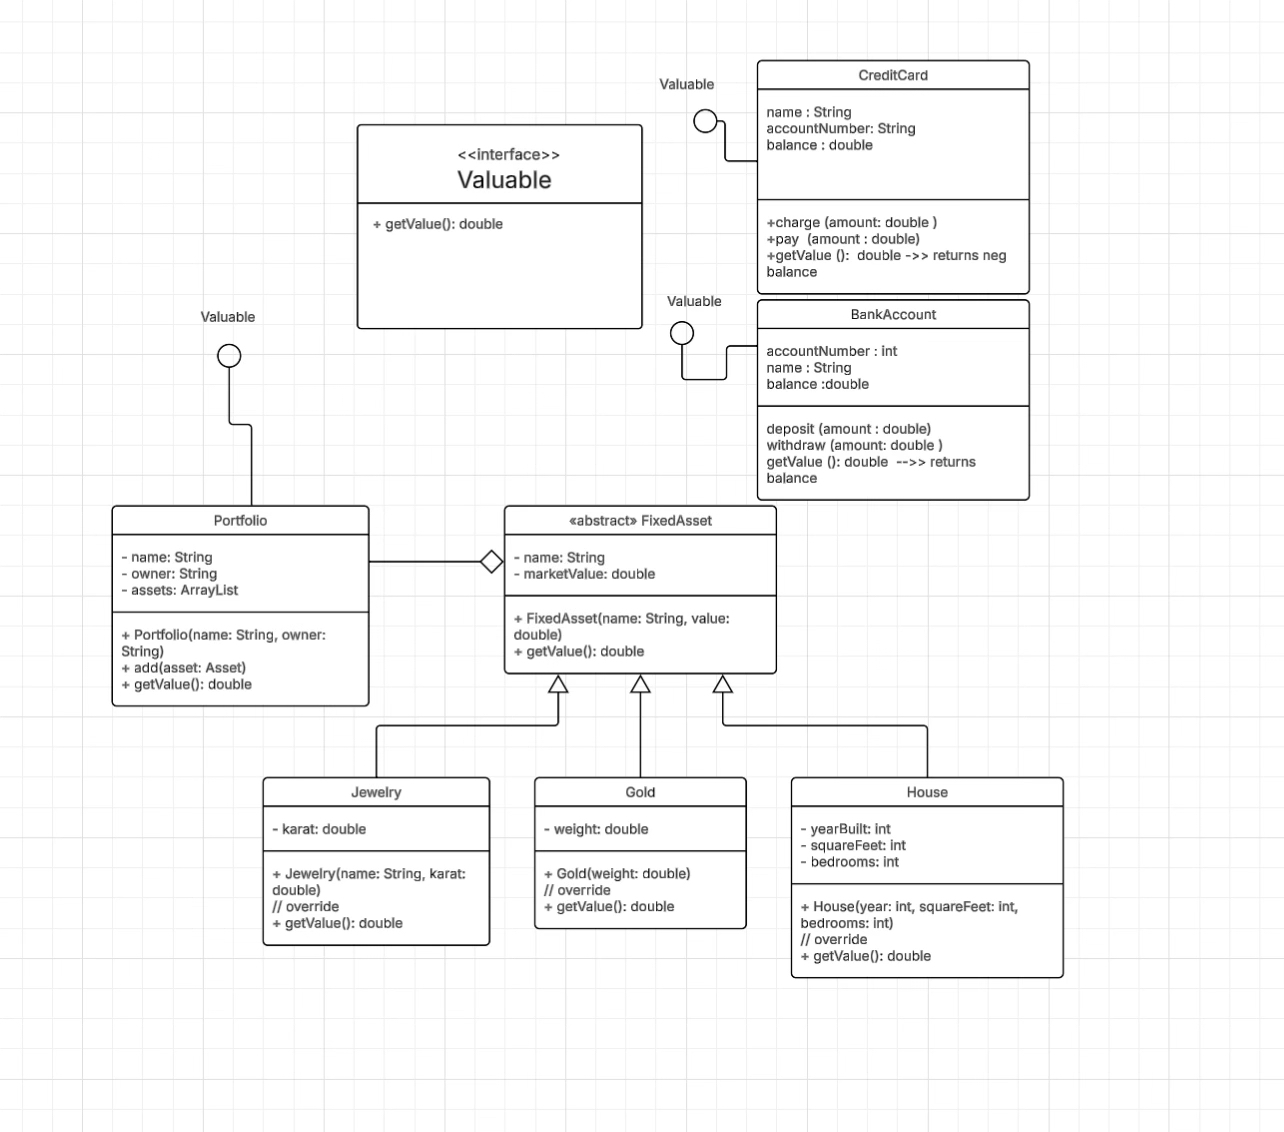 Valuable
CreditCard
name : String
accountNumber: String
balance : double
+charge (amount: double )
+pay  (amount : double)
+getValue ():  double ->> returns neg
balance
<<interface>>
Valuable
+ getValue(): double
Valuable
BankAccount
accountNumber : int
name : String
balance :double
deposit (amount : double)
withdraw (amount: double )
getValue (): double  -->> returns
balance
Valuable
Portfolio
- name: String
- owner: String
- assets: ArrayList
+ Portfolio(name: String, owner:
String)
+ add(asset: Asset)
+ getValue(): double
«abstract» FixedAsset
- name: String
- marketValue: double
+ FixedAsset(name: String, value:
double)
+ getValue(): double
Jewelry
- karat: double
+ Jewelry(name: String, karat:
double)
// override
+ getValue(): double
Gold
- weight: double
+ Gold(weight: double)
// override
+ getValue(): double
House
- yearBuilt: int
- squareFeet: int
- bedrooms: int
+ House(year: int, squareFeet: int,
bedrooms: int)
// override
+ getValue(): double